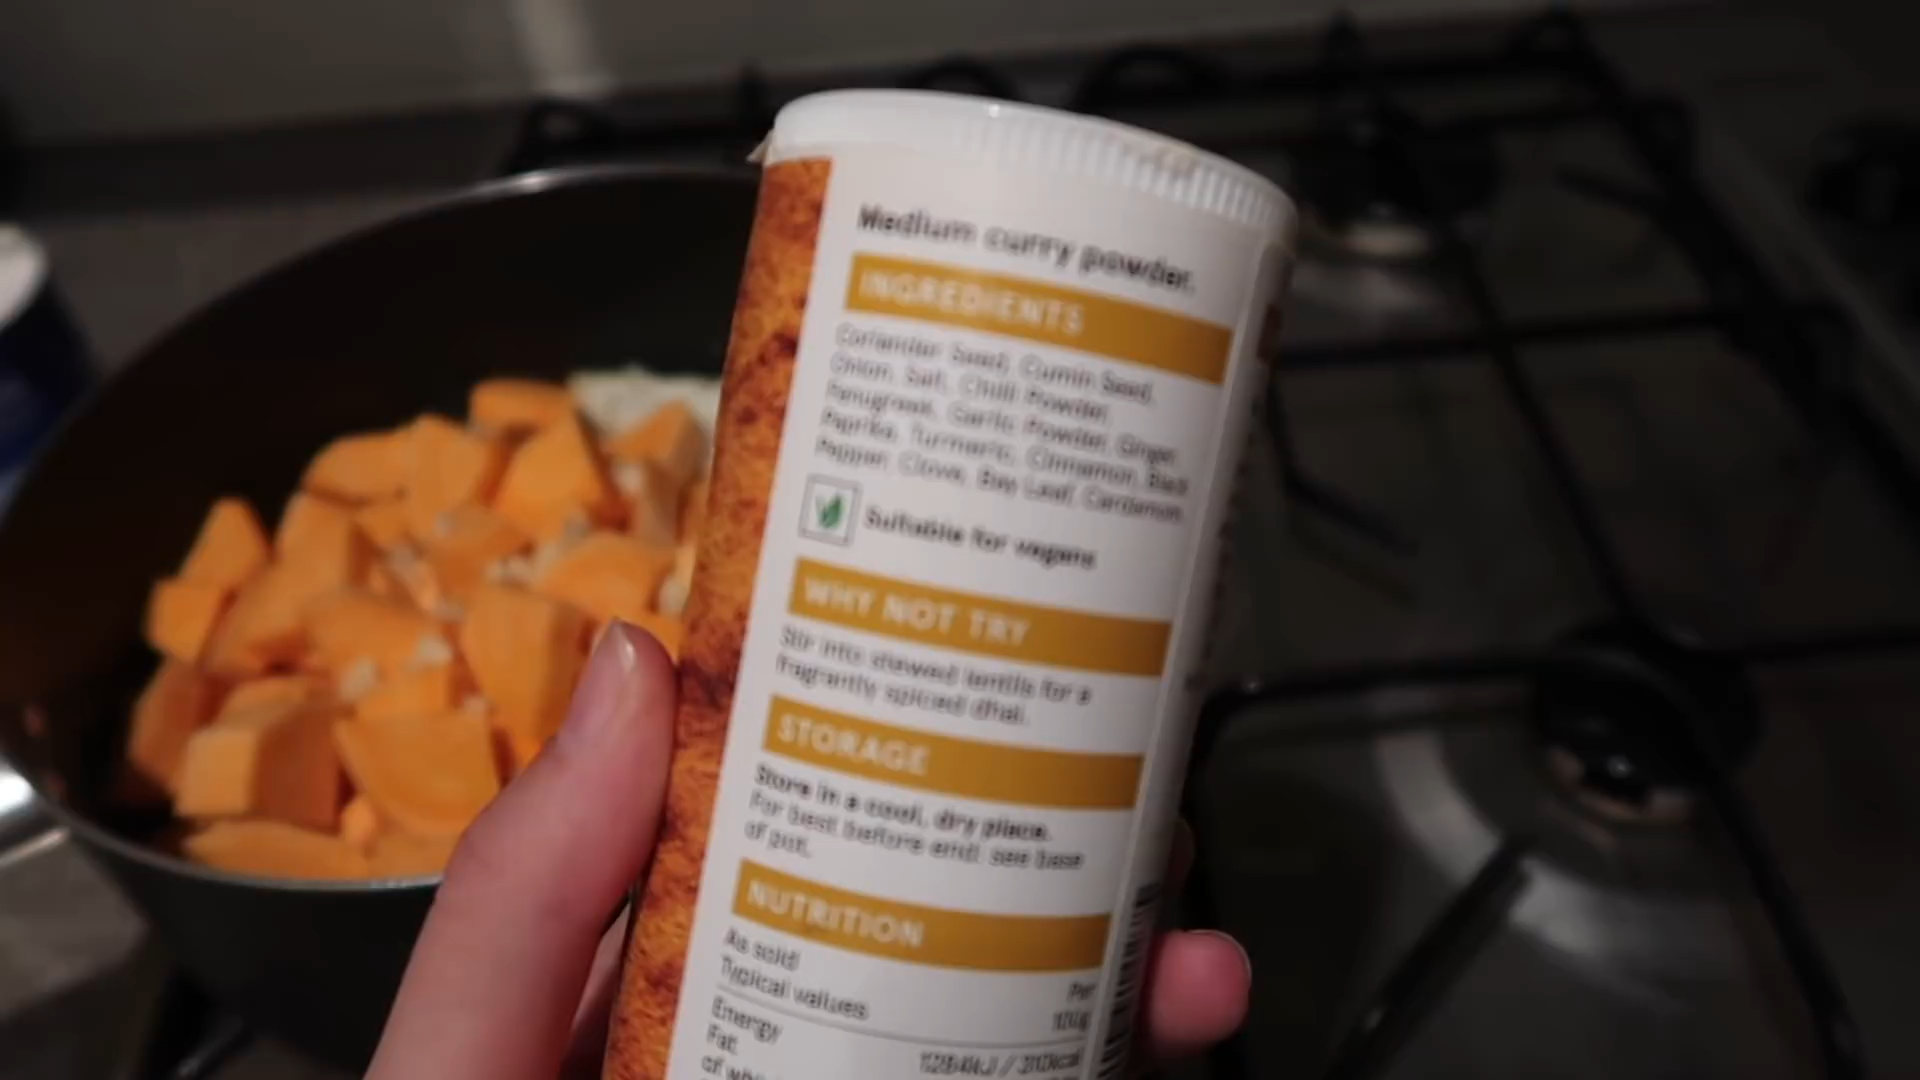 Medium curry powder.
INGREDIENTS
Coriander Seed, Cumin Seed,
Onion, Salt, Chilli Powder,
Fenugreek, Garlic Powder, Ginger,
Paprika, Turmeric, Cinnamon, Black
Pepper, Clove, Bay Leaf, Cardamom.
Suitable for vegans
WHY NOT TRY
Stir into stewed lentils for a
fragrantly spiced dhal.
STORAGE
Store in a cool, dry place.
For best before end: see base
of pot.
NUTRITION
As sold
Typical values Per
100g
Energy
Fat